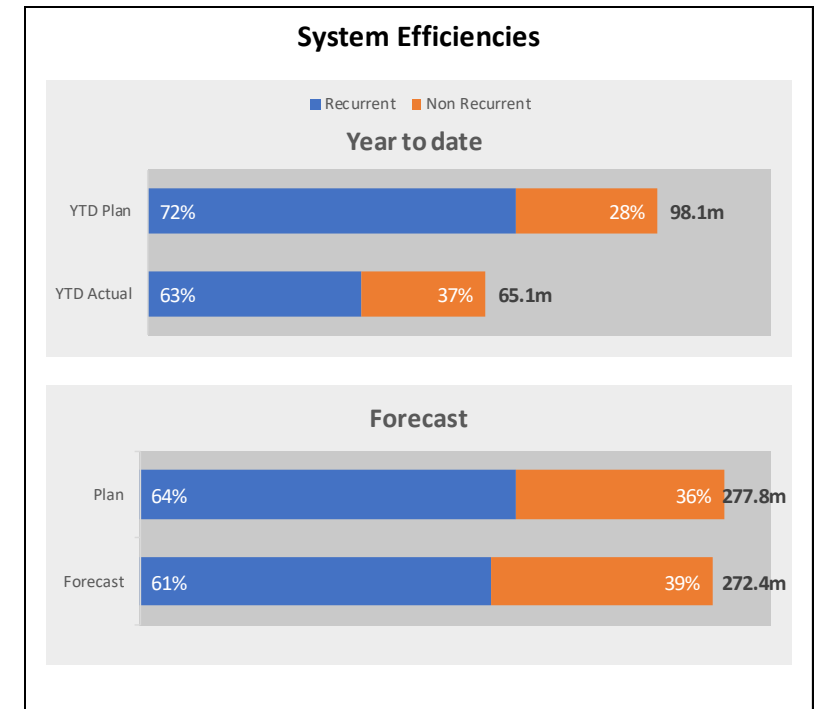 System Efficiencies
Recurrent Non Recurrent
Year to date
YTD Plan 72% 28% 98.1m
YTD Actual 63% 37% 65.1m
Forecast
Plan 64% 36% 277.8m
Forecast 61% 39% 272.4m